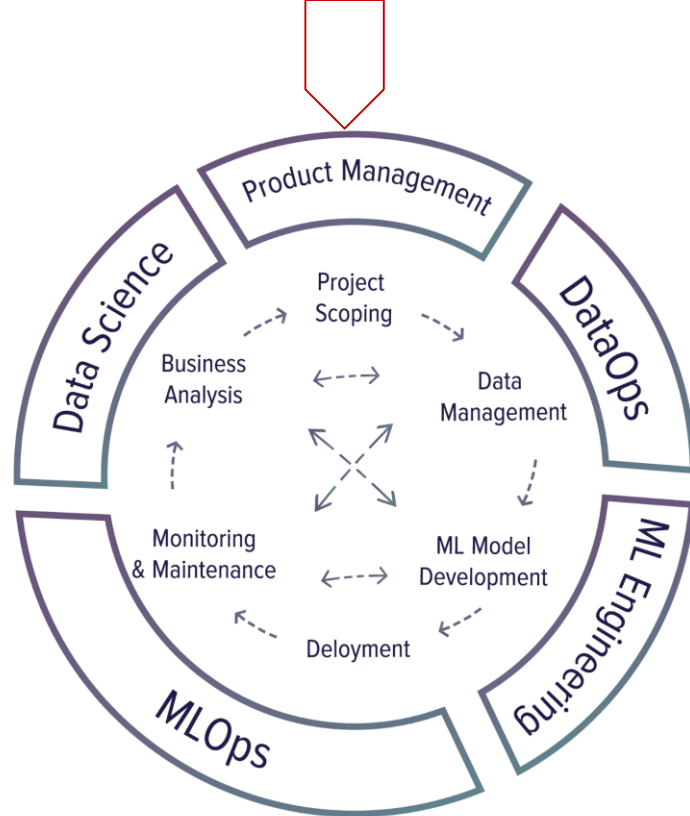 Product Management
Data Science
DataOps
Project
Scoping
Business
Analysis
Data
Management
Monitoring
& Maintenance
ML Model
Development
Deloyment
ML Engineering
MLOps